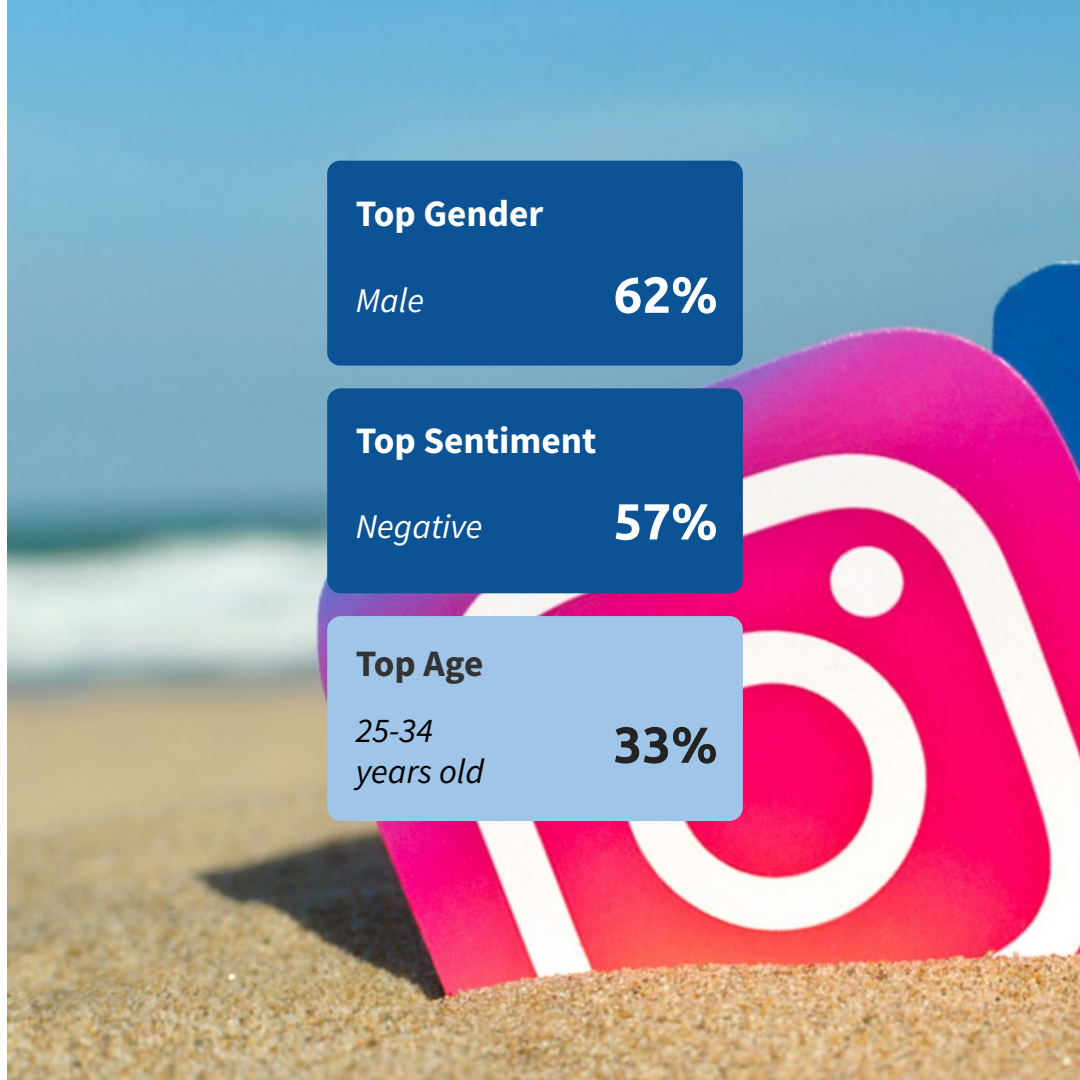 Top Gender
Male 62%
Top Sentiment
Negative 57%
Top Age
25-34
years old 33%